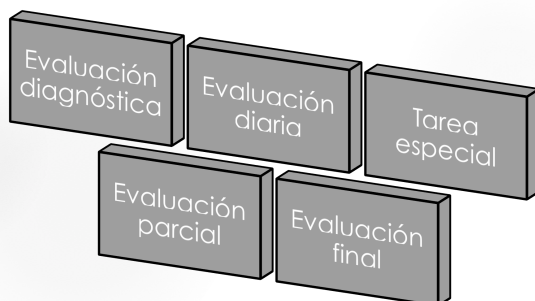 Evaluación
diagnóstica
Evaluación
diaria
Tarea
especial
Evaluación
parcial
Evaluación
final